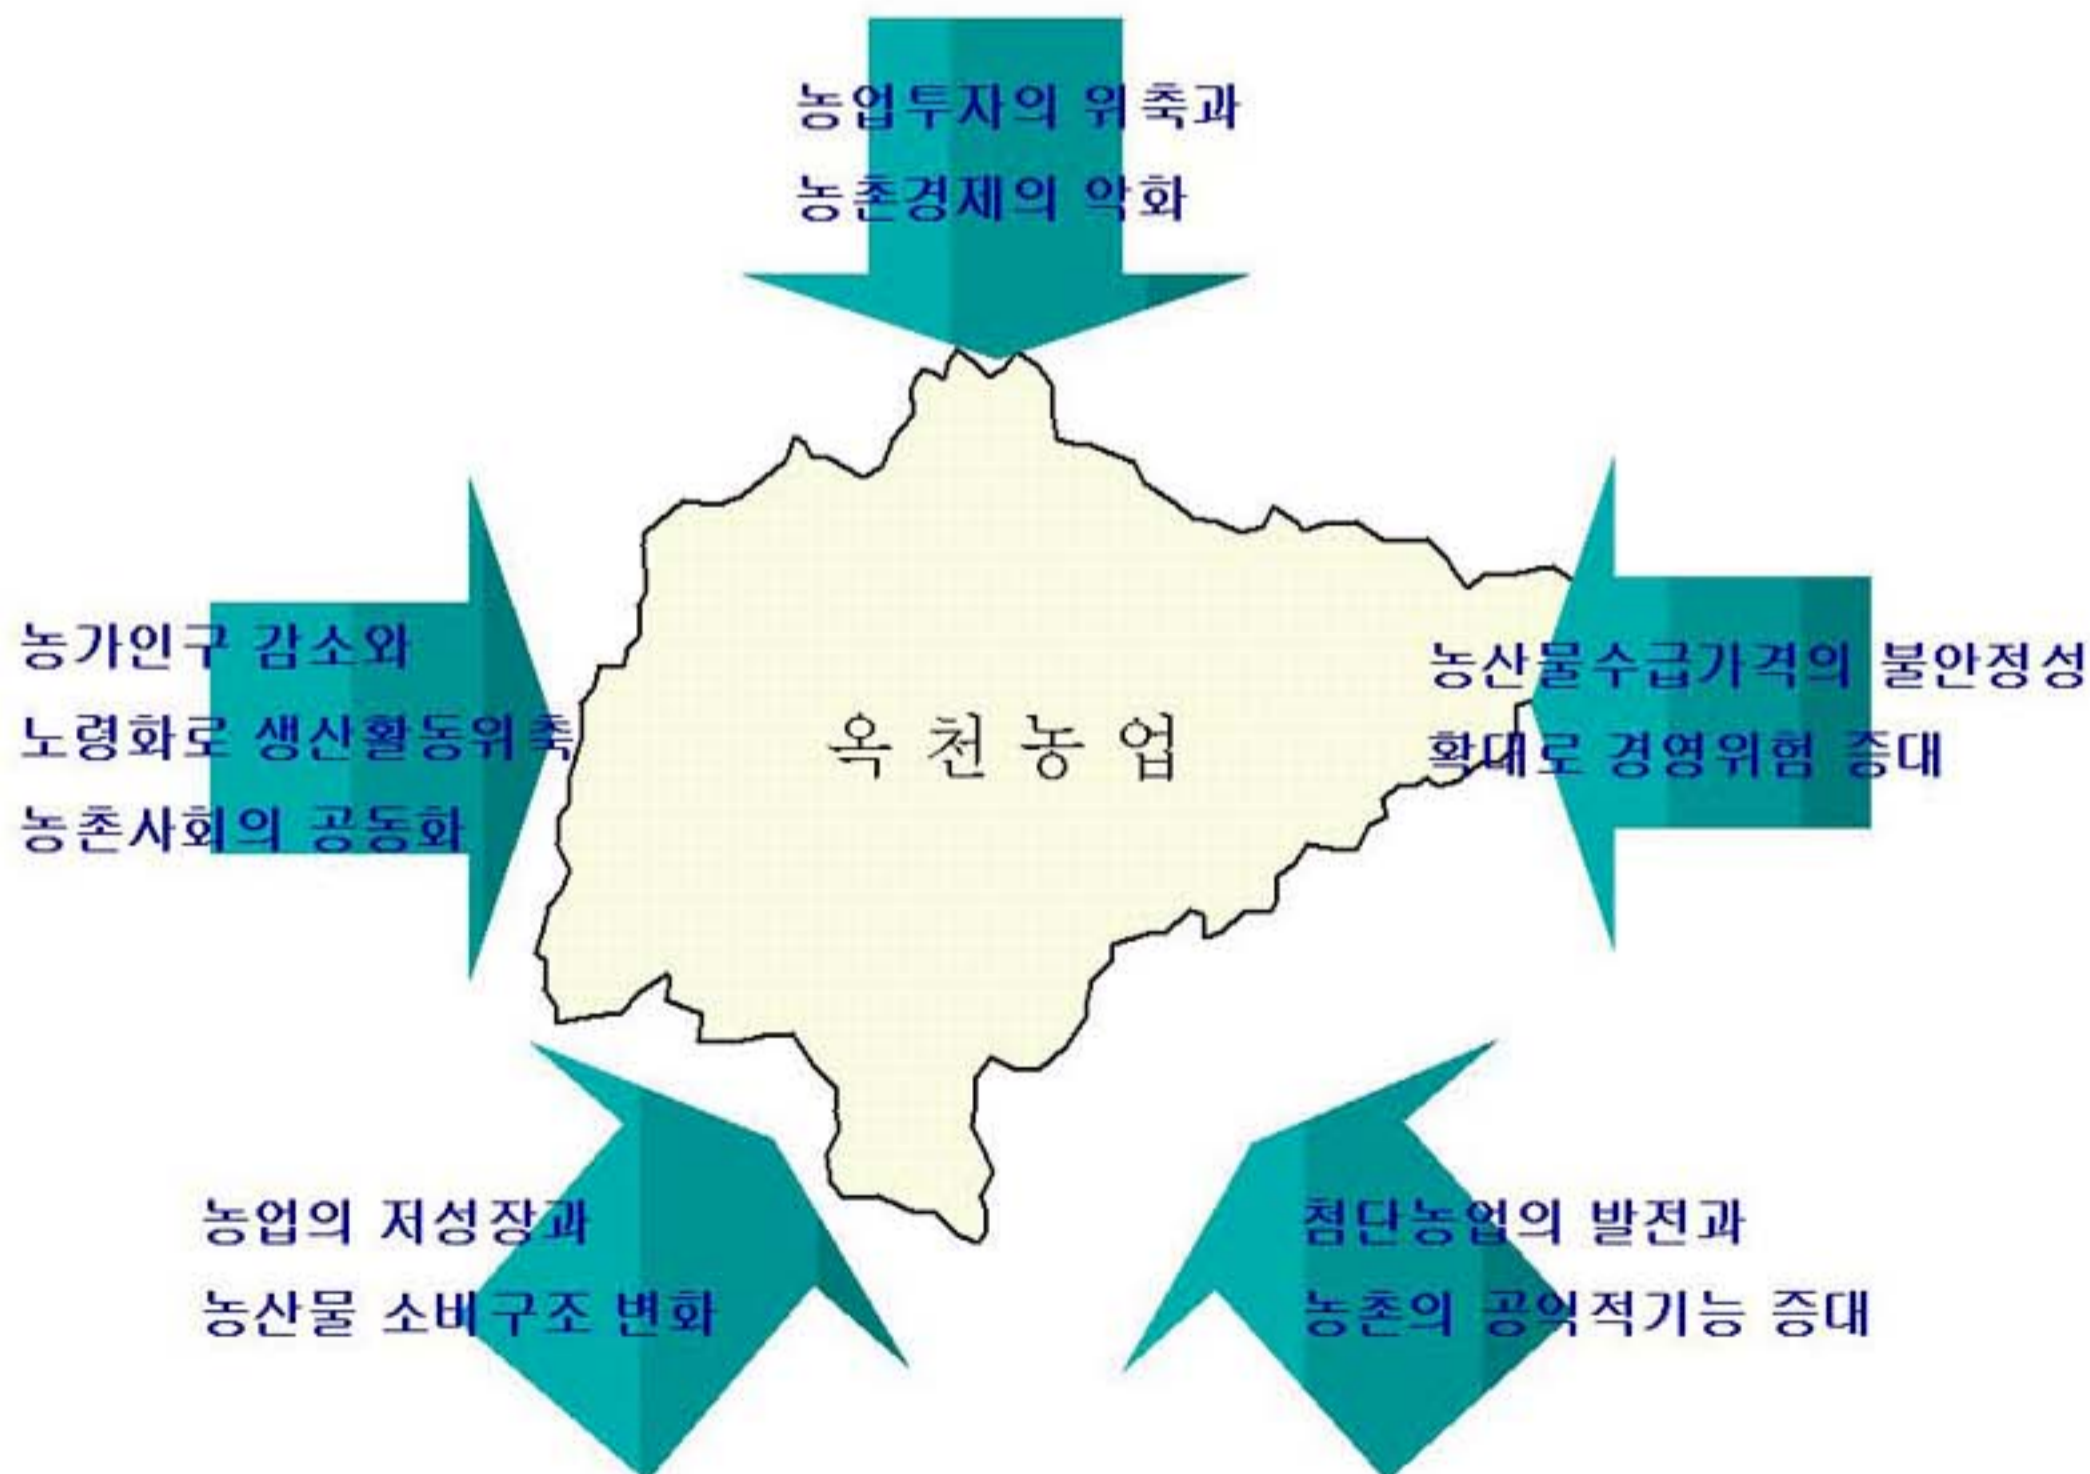 농업투자의 위축과
농촌경제의 악화
농가인구 감소와
노령화로 생산활동위축
농촌사회의 공동화
옥천농업
농산물수급가격의 불안정성
확대로 경영위험 증대
농업의 저성장과
농산물 소비구조 변화
첨단농업의 발전과
농촌의 공익적기능 증대